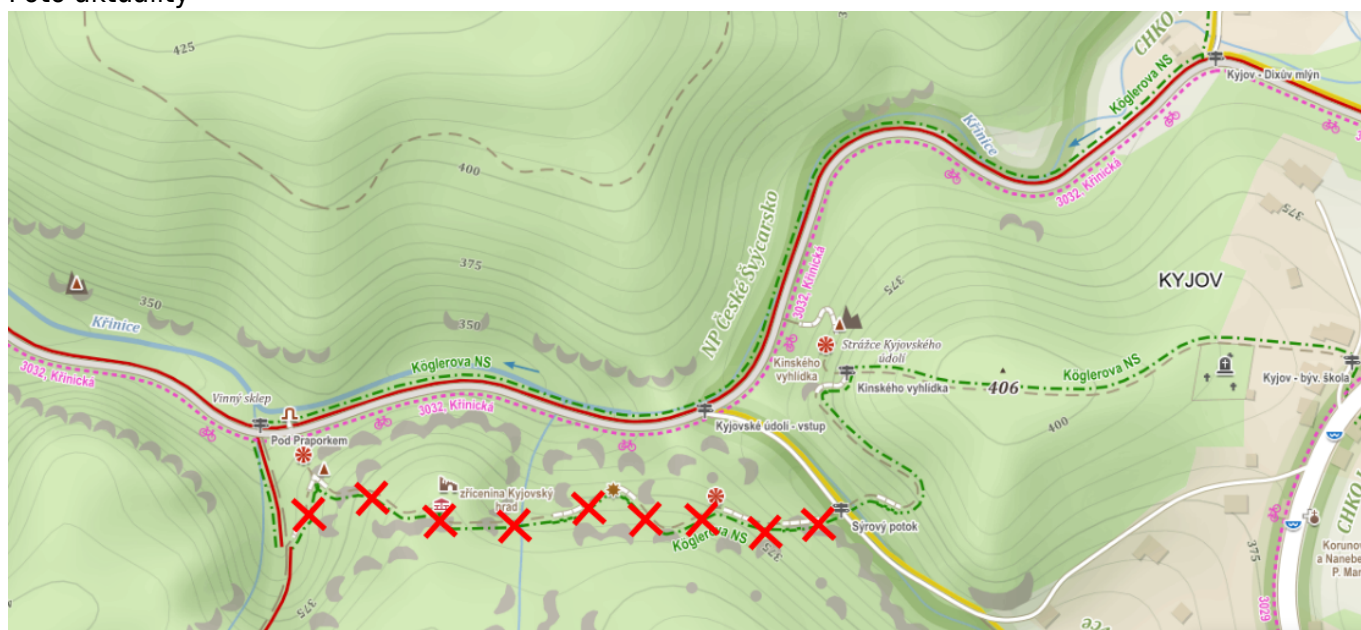 Foto aktuality
425
CHKO
Kyjov - Dixův mlýn
Köglerova NS
Křinice
3032, Křinická
400
NP České Švýcarsko
3032, Křinická
375
375
KYJOV
375
350
Křinice
350
3032, Křinická
Strážce Kyjovského
údolí
Köglerova NS
Kinského
vyhlídka
Köglerova NS
Kinského vyhlídka
406
Kyjov - býv. škola
Vinný sklep
3032, Křinická
Kyjovské údolí - vstup
400
Pod Praporkem
zřícenina Kyjovský
hrad
Sýrový potok
Köglerova NS
375
375
375
3029
CHKO
Korunov
a Nanebe
P. Mar